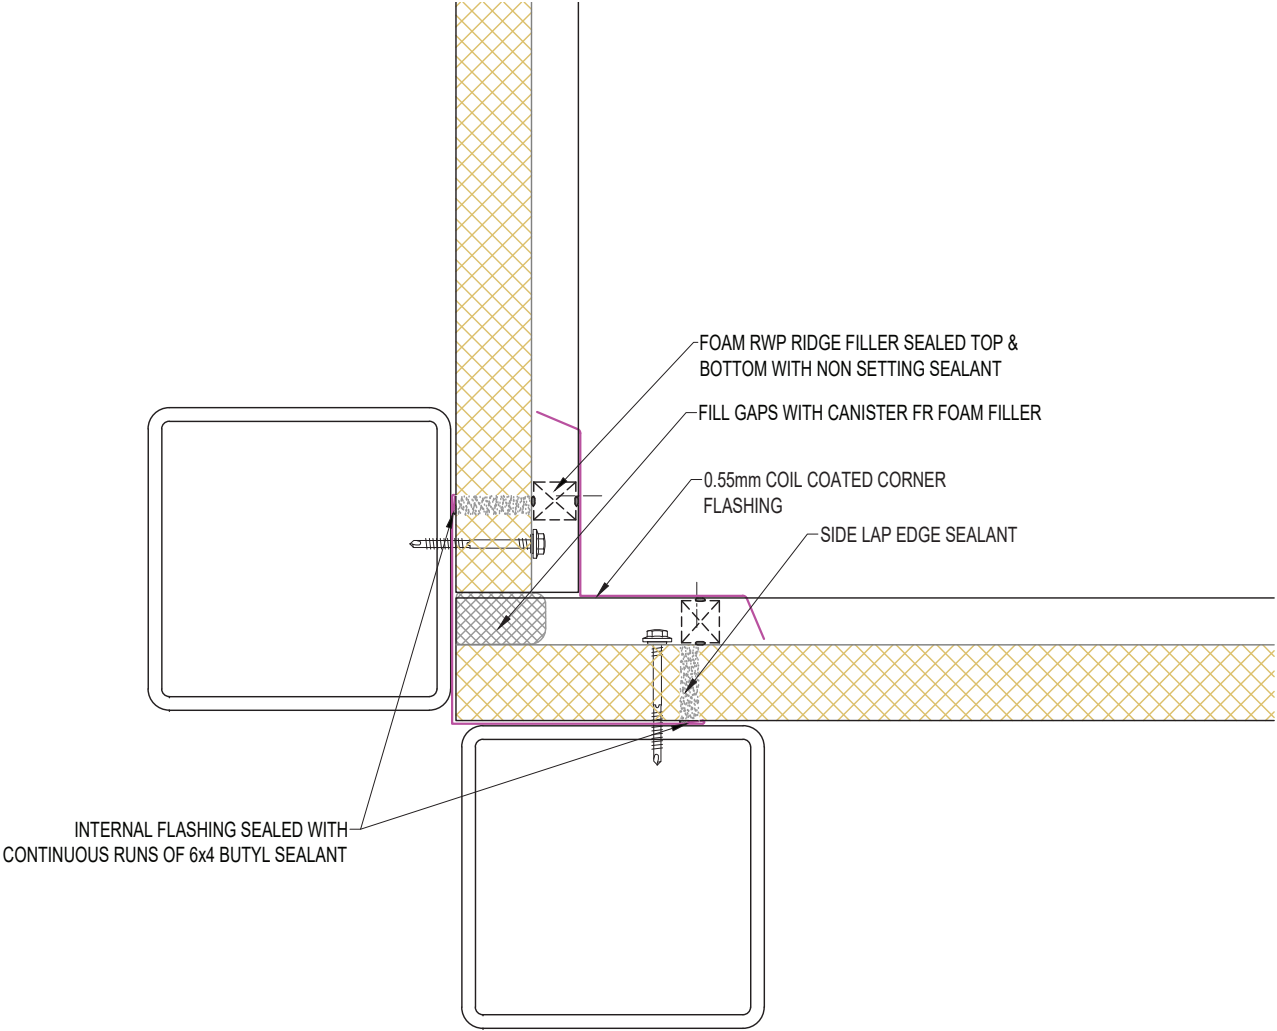 FOAM RWP RIDGE FILLER SEALED TOP &
BOTTOM WITH NON SETTING SEALANT
FILL GAPS WITH CANISTER FR FOAM FILLER
0.55mm COIL COATED CORNER
FLASHING
SIDE LAP EDGE SEALANT
INTERNAL FLASHING SEALED WITH
CONTINUOUS RUNS OF 6x4 BUTYL SEALANT